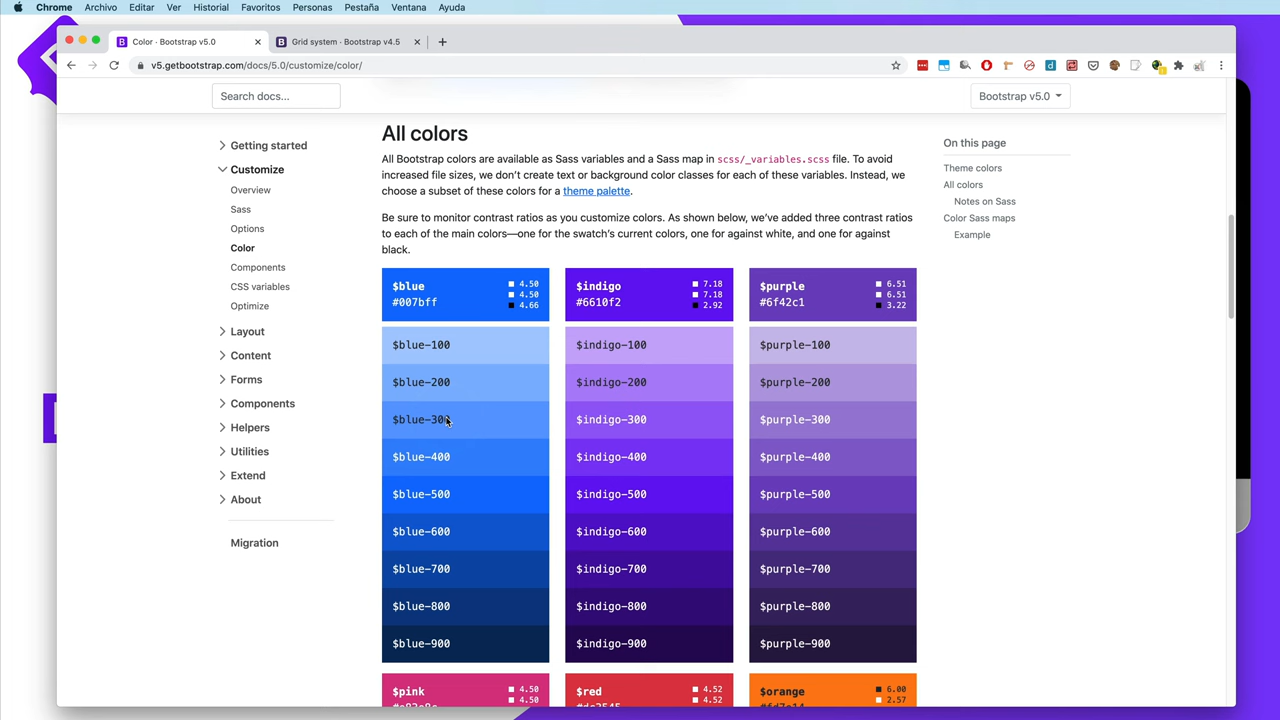 Chrome Archivo Editar Ver Historial Favoritos Personas Pestaña Ventana Ayuda
Color · Bootstrap v5.0
Grid system · Bootstrap v4.5
v5.getbootstrap.com/docs/5.0/customize/color/
Search docs...
Bootstrap v5.0
Getting started
Customize
Overview
Sass
Options
Color
Components
CSS variables
Optimize
Layout
Content
Forms
Components
Helpers
Utilities
Extend
About
Migration
All colors
All Bootstrap colors are available as Sass variables and a Sass map in scss/_variables.scss file. To avoid
increased file sizes, we don’t create text or background color classes for each of these variables. Instead, we
choose a subset of these colors for a theme palette.
Be sure to monitor contrast ratios as you customize colors. As shown below, we’ve added three contrast ratios
to each of the main colors—one for the swatch’s current colors, one for against white, and one for against
black.
$blue
#007bff
4.50
4.50
4.66
$blue-100
$blue-200
$blue-300
$blue-400
$blue-500
$blue-600
$blue-700
$blue-800
$blue-900
$indigo
#6610f2
7.18
7.18
2.92
$indigo-100
$indigo-200
$indigo-300
$indigo-400
$indigo-500
$indigo-600
$indigo-700
$indigo-800
$indigo-900
$purple
#6f42c1
6.51
6.51
3.22
$purple-100
$purple-200
$purple-300
$purple-400
$purple-500
$purple-600
$purple-700
$purple-800
$purple-900
$pink
4.50
4.50
$red
4.52
4.52
$orange
6.00
2.57
On this page
Theme colors
All colors
Notes on Sass
Color Sass maps
Example